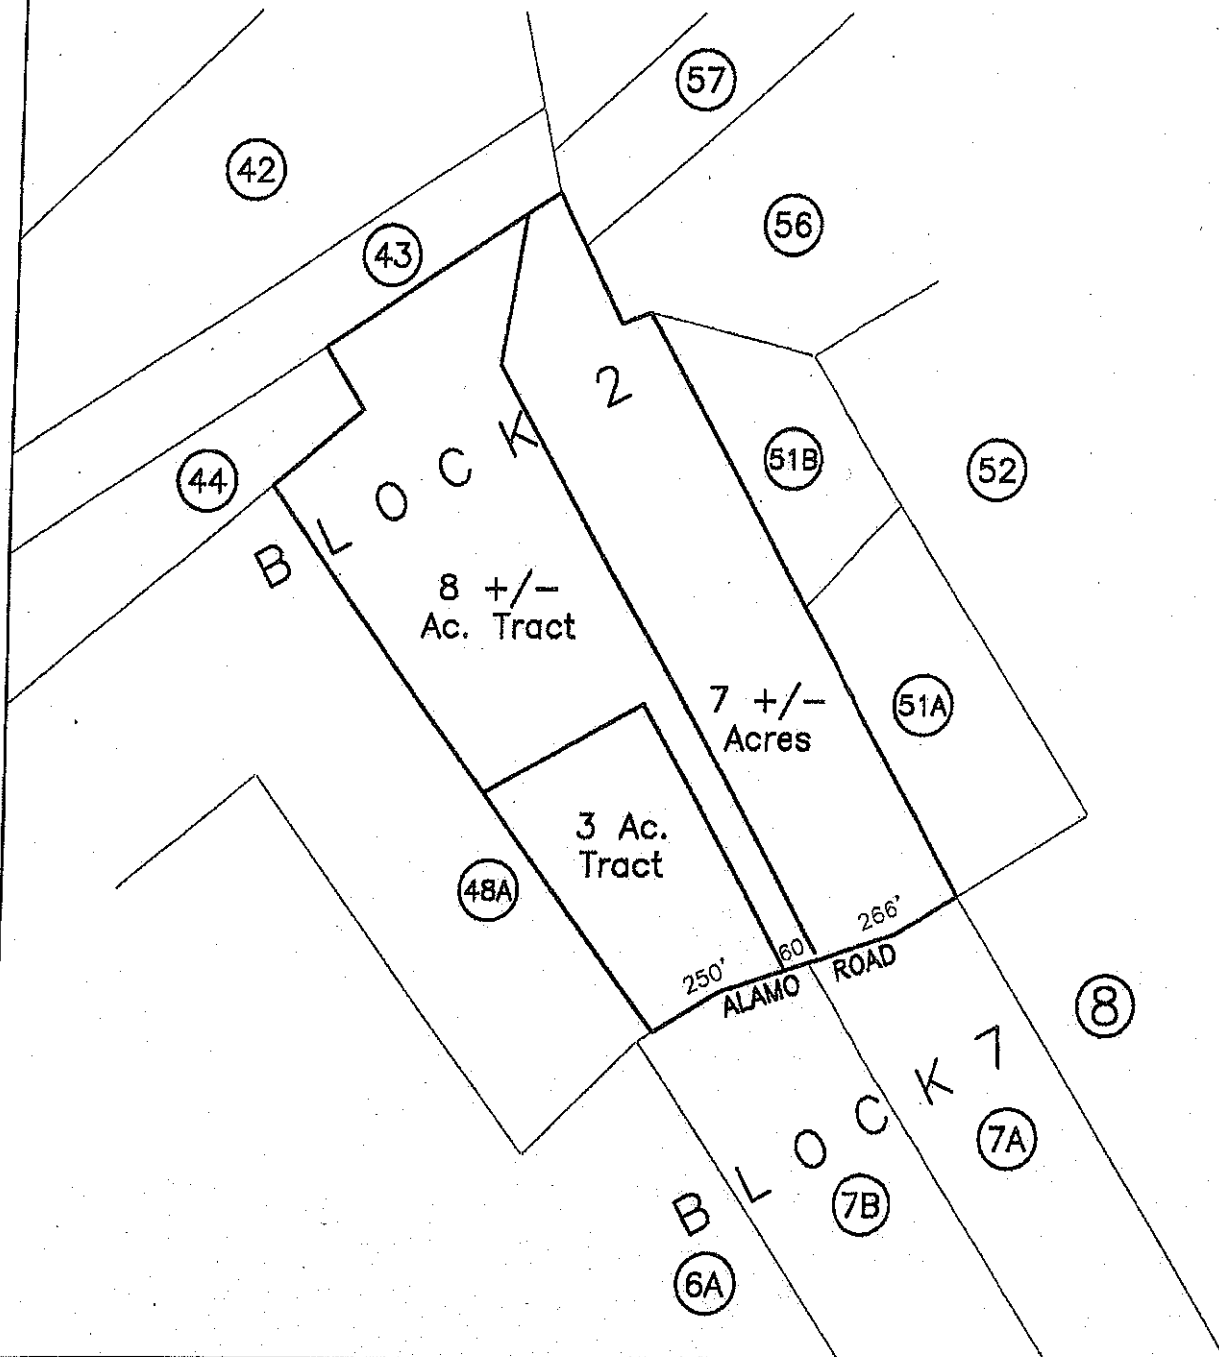 57
42
56
43
2
BLOCK
51B
52
44
8 +/-
Ac. Tract
7 +/-
Acres
51A
3 Ac.
Tract
48A
266'
60
250'
ALAMO ROAD
8
BLOCK 7
7A
7B
6A